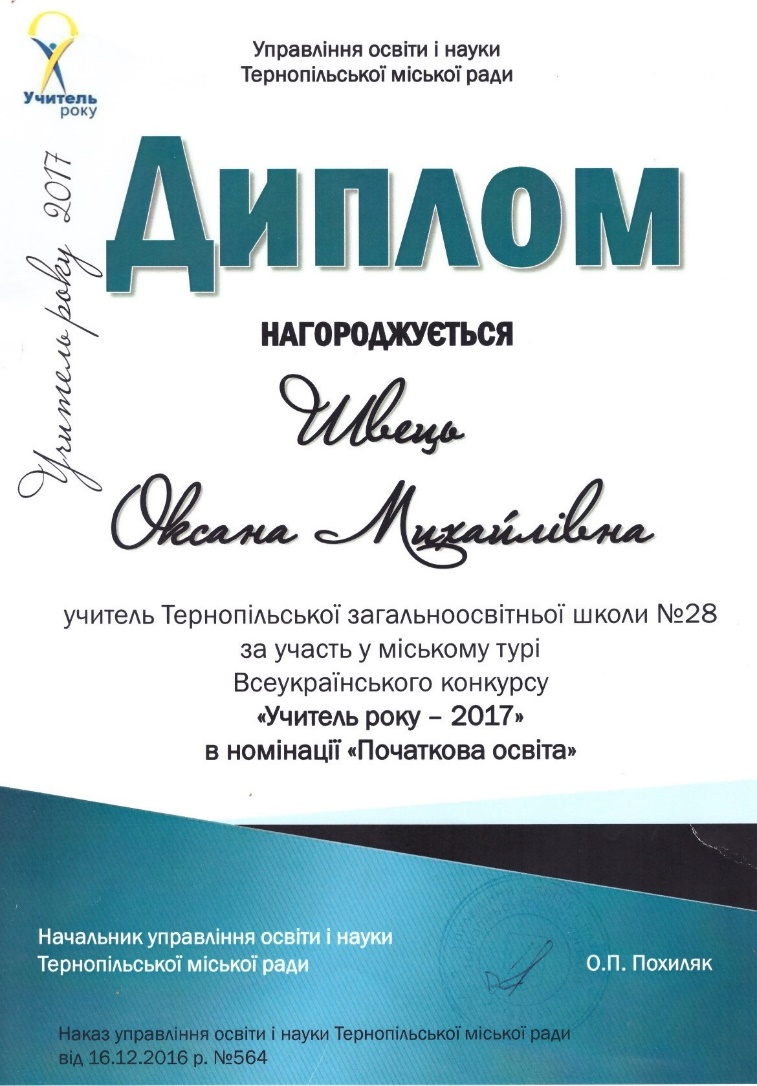 Учитель
року
Управління освіти і науки
Тернопільської міської ради
Учитель року 2017
Диплом
НАГОРОДЖУЄТЬСЯ
Швець
Оксана Михайлівна
учитель Тернопільської загальноосвітньої школи №28
за участь у міському турі
Всеукраїнського конкурсу
«Учитель року – 2017»
в номінації «Початкова освіта»
Начальник управління освіти і науки
Тернопільської міської ради
О.П. Похиляк
Наказ управління освіти і науки Тернопільської міської ради
від 16.12.2016 р. №564